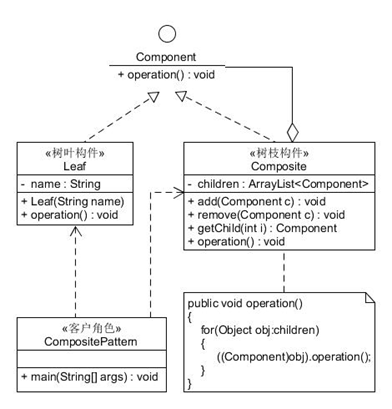 Component
+ operation() : void
«树叶构件»
Leaf
- name : String
+ Leaf(String name)
+ operation() : void
«树枝构件»
Composite
- children : ArrayList<Component>
+ add(Component c) : void
+ remove(Component c) : void
+ getChild(int i) : Component
+ operation() : void
«客户角色»
CompositePattern
+ main(String[] args) : void
public void operation()
{
for(Object obj:children)
{
((Component)obj).operation();
}
}